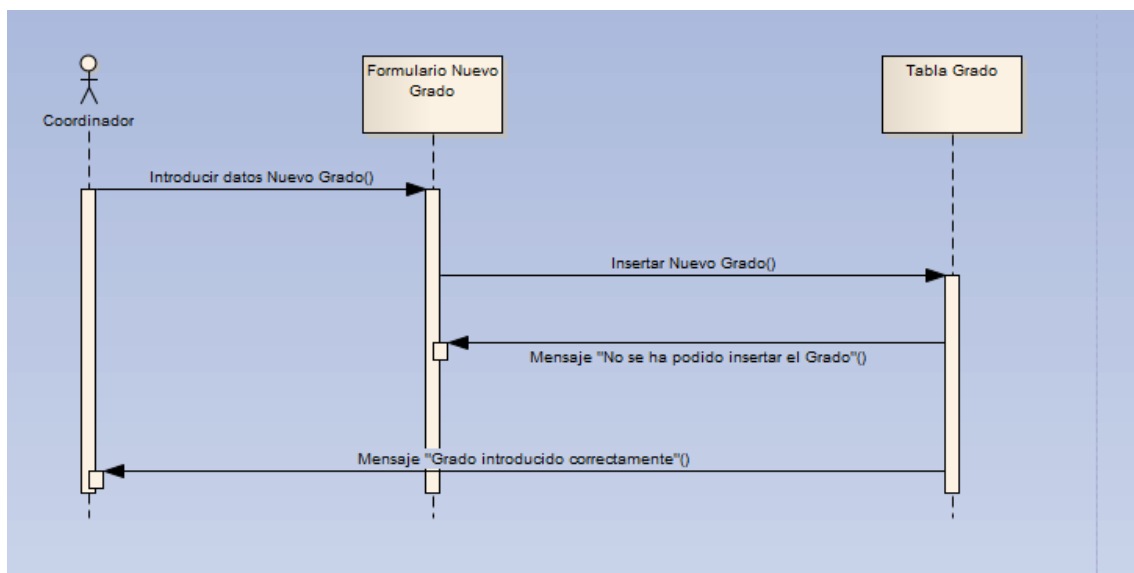 Coordinador
Formulario Nuevo
Grado
Tabla Grado
Introducir datos Nuevo Grado()
Insertar Nuevo Grado()
Mensaje "No se ha podido insertar el Grado"()
Mensaje "Grado introducido correctamente"()